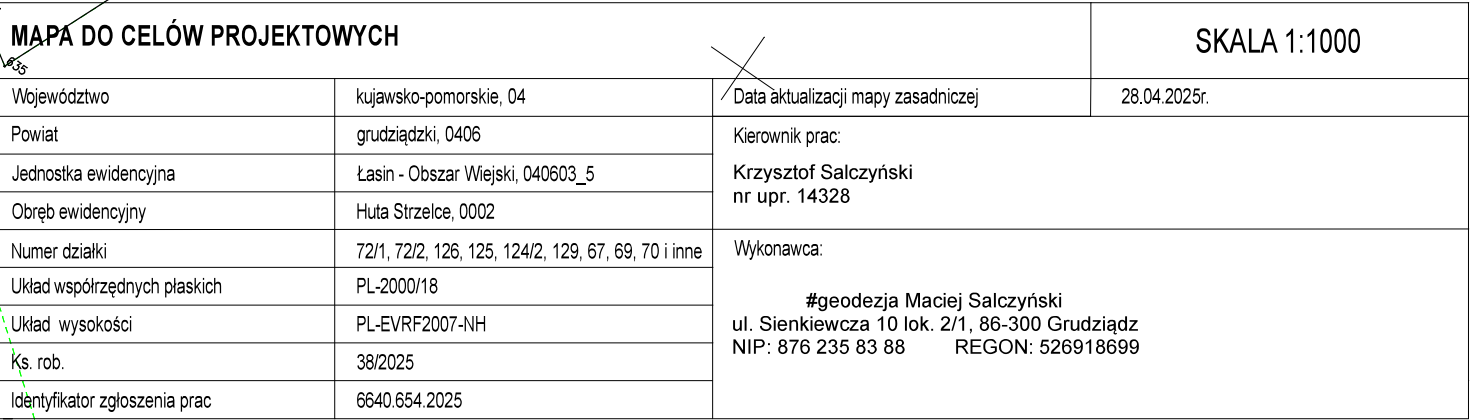 MAPA DO CELÓW PROJEKTOWYCH
SKALA 1:1000
635
Województwo kujawsko-pomorskie, 04
Data aktualizacji mapy zasadniczej 28.04.2025r.
Powiat grudziądzki, 0406
Jednostka ewidencyjna Łasin - Obszar Wiejski, 040603_5
Obręb ewidencyjny Huta Strzelce, 0002
Kierownik prac:
Krzysztof Salczyński
nr upr. 14328
Numer działki 72/1, 72/2, 126, 125, 124/2, 129, 67, 69, 70 i inne
Układ współrzędnych płaskich PL-2000/18
Układ wysokości PL-EVRF2007-NH
Ks. rob. 38/2025
Identyfikator zgłoszenia prac 6640.654.2025
Wykonawca:
#geodezja Maciej Salczyński
ul. Sienkiewcza 10 lok. 2/1, 86-300 Grudziądz
NIP: 876 235 83 88 REGON: 526918699